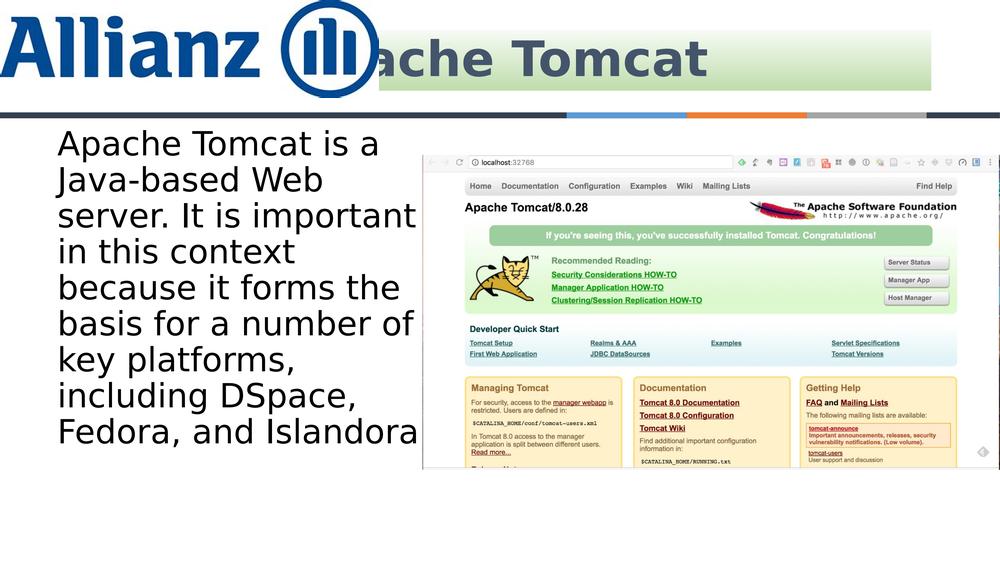 Allianz
ache Tomcat
Apache Tomcat is a
Java-based Web
server. It is important
in this context
because it forms the
basis for a number of
key platforms,
including DSpace,
Fedora, and Islandora
localhost:32768
Home Documentation Configuration Examples Wiki Mailing Lists Find Help
Apache Tomcat/8.0.28
The Apache Software Foundation
http://www.apache.org/
If you're seeing this, you've successfully installed Tomcat. Congratulations!
TM
Recommended Reading:
Security Considerations HOW-TO
Manager Application HOW-TO
Clustering/Session Replication HOW-TO
Server Status
Manager App
Host Manager
Developer Quick Start
Tomcat Setup Realms & AAA Examples Servlet Specifications
First Web Application JDBC DataSources Tomcat Versions
Managing Tomcat
For security, access to the manager webapp is
restricted. Users are defined in:
$CATALINA_HOME/conf/tomcat-users.xml
In Tomcat 8.0 access to the manager
application is split between different users.
Read more...
Documentation
Tomcat 8.0 Documentation
Tomcat 8.0 Configuration
Tomcat Wiki
Find additional important configuration
information in:
$CATALINA_HOME/RUNNING.txt
Getting Help
FAQ and Mailing Lists
The following mailing lists are available:
tomcat-announce
Important announcements, releases, security
vulnerability notifications. (Low volume).
tomcat-users
User support and discussion